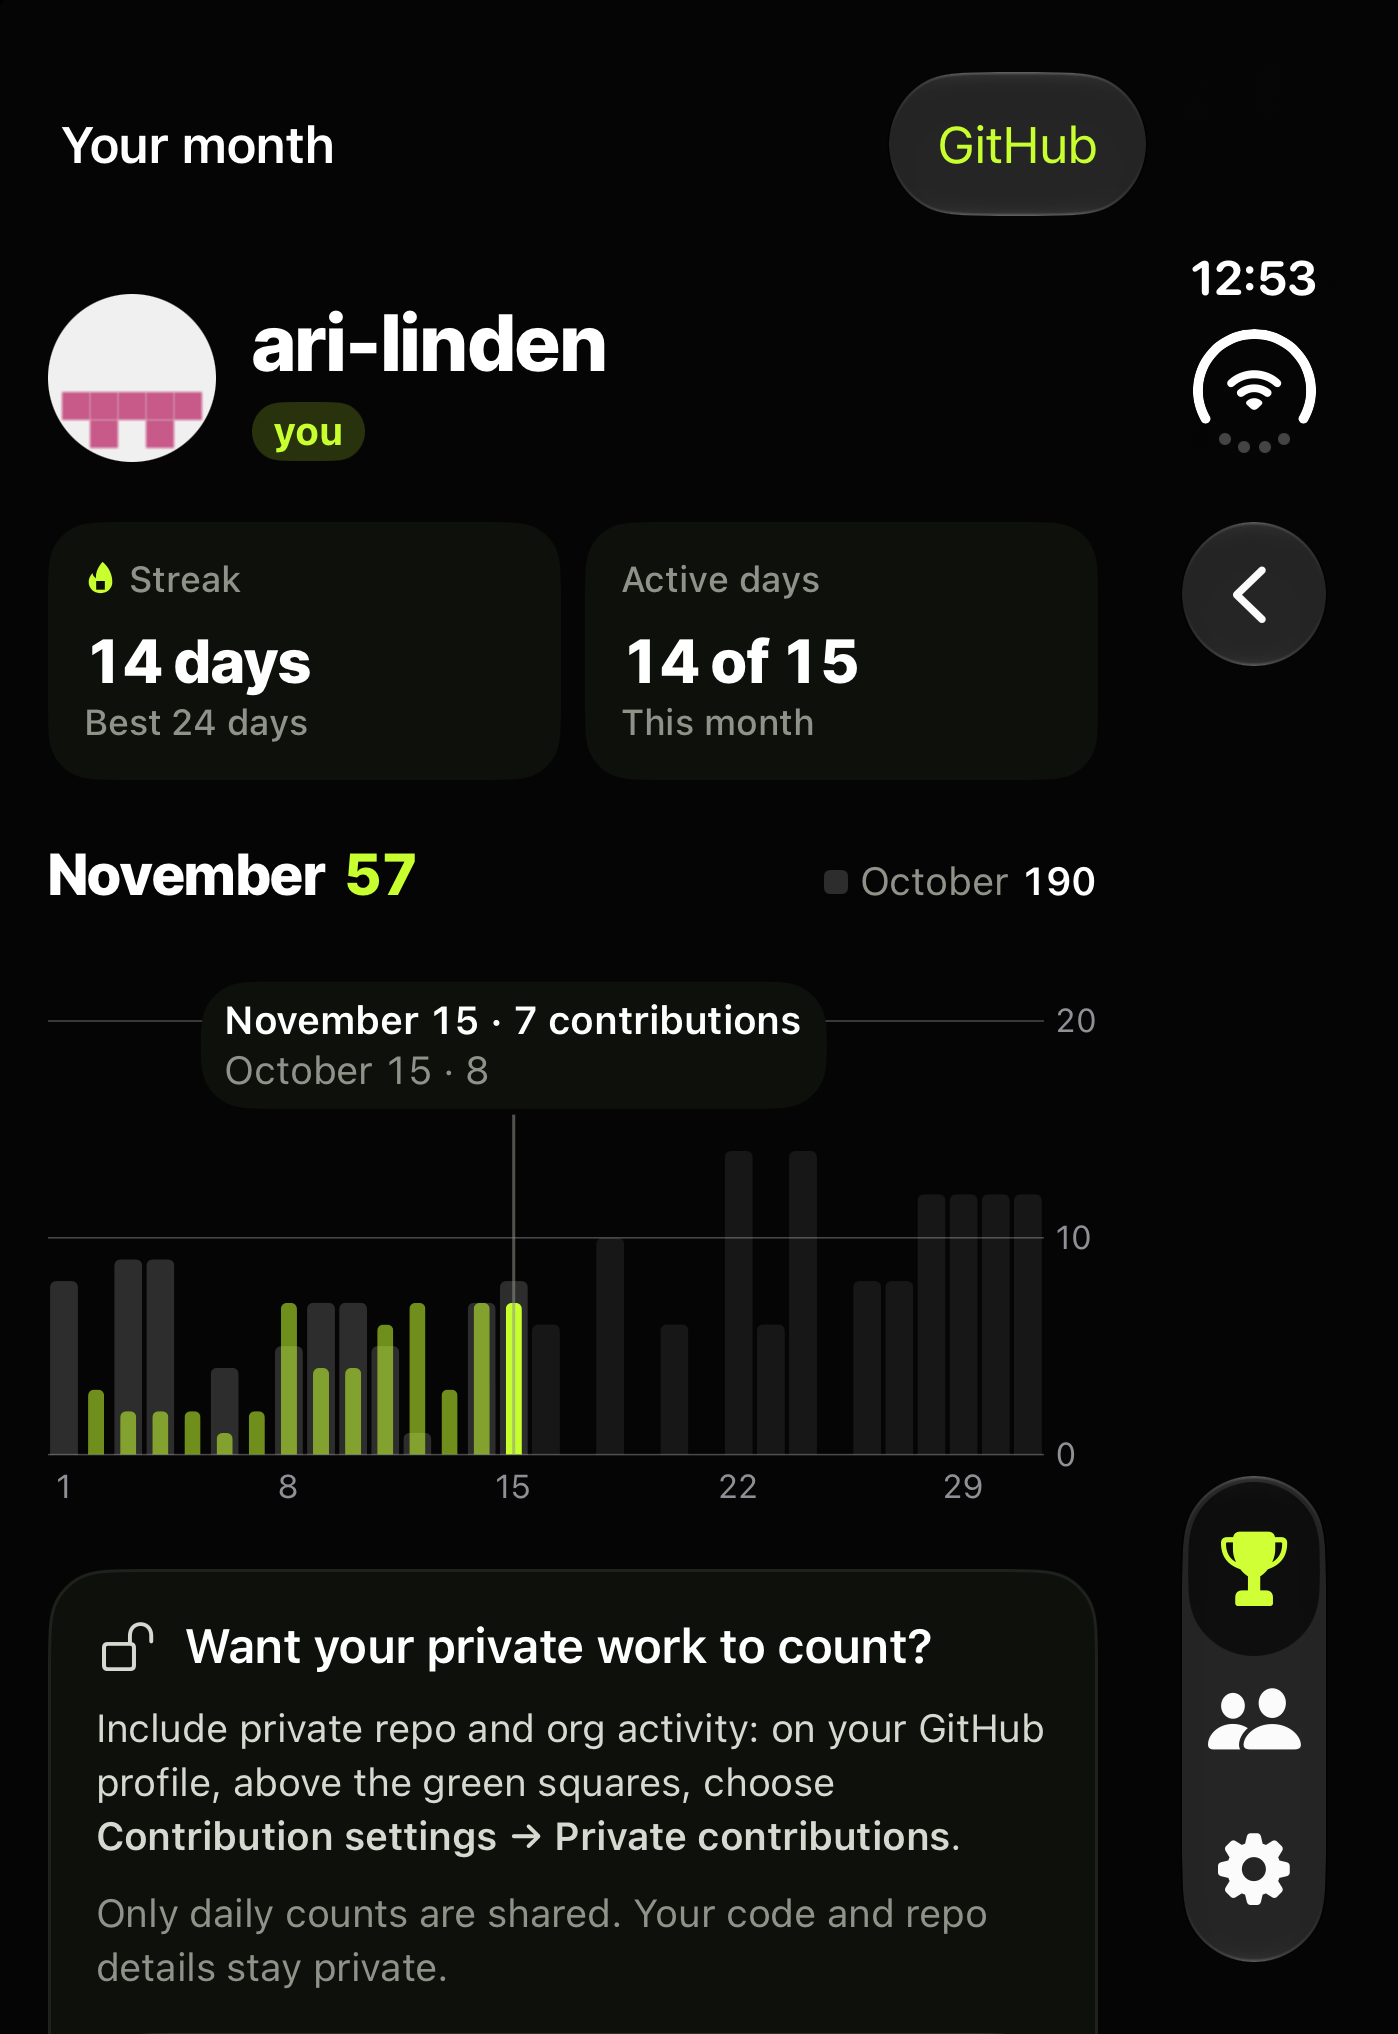 Your month
GitHub
12:53
ari-linden
you
Streak
14 days
Best 24 days
Active days
14 of 15
This month
November 57
October 190
November 15 · 7 contributions
October 15 · 8
20
10
0
1 8 15 22 29
Want your private work to count?
Include private repo and org activity: on your GitHub
profile, above the green squares, choose
Contribution settings → Private contributions.
Only daily counts are shared. Your code and repo
details stay private.